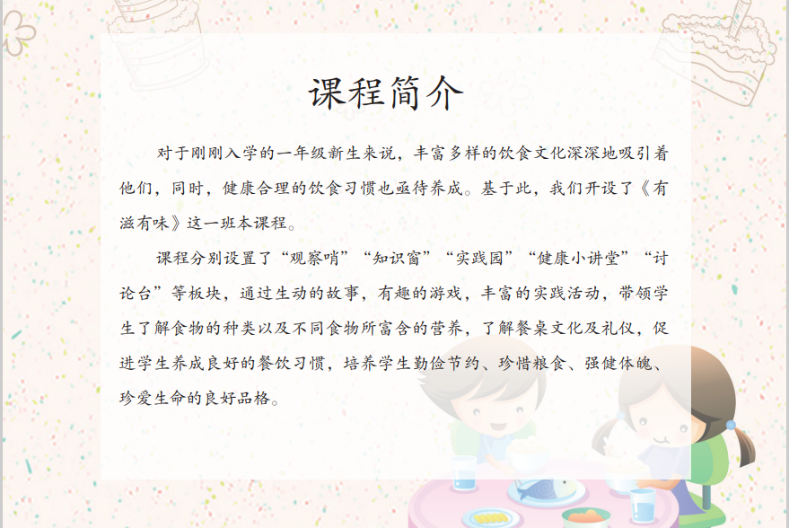 课程简介
对于刚刚入学的一年级新生来说，丰富多样的饮食文化深深地吸引着
他们，同时，健康合理的饮食习惯也亟待养成。基于此，我们开设了《有
滋有味》这一班本课程。
课程分别设置了“观察哨”“知识窗”“实践园”“健康小讲堂”“讨
论台”等板块，通过生动的故事，有趣的游戏，丰富的实践活动，带领学
生了解食物的种类以及不同食物所富含的营养，了解餐桌文化及礼仪，促
进学生养成良好的餐饮习惯，培养学生勤俭节约、珍惜粮食、强健体魄、
珍爱生命的良好品格。